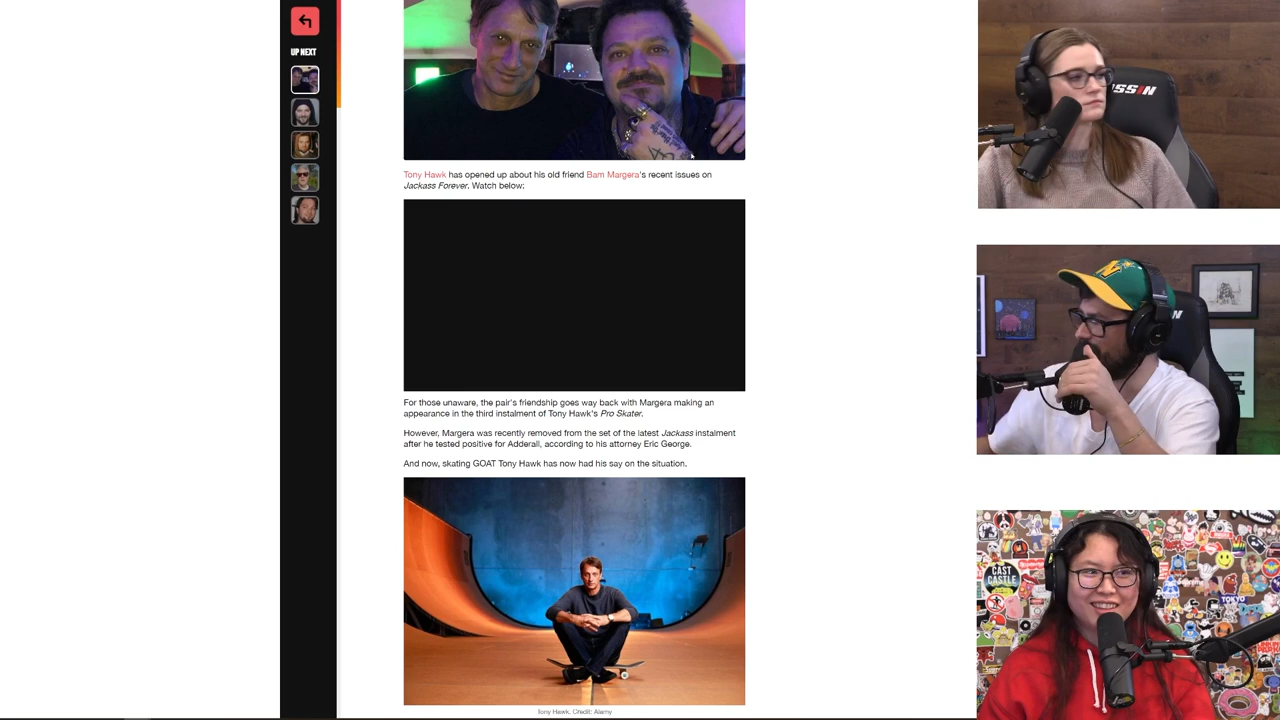 UP NEXT
Tony Hawk has opened up about his old friend Bam Margera's recent issues on
Jackass Forever. Watch below:
For those unaware, the pair's friendship goes way back with Margera making an
appearance in the third instalment of Tony Hawk's Pro Skater.
However, Margera was recently removed from the set of the latest Jackass instalment
after he tested positive for Adderall, according to his attorney Eric George.
And now, skating GOAT Tony Hawk has now had his say on the situation.
Tony Hawk. Credit: Alamy
SSIN
N
N
CAST
CASTLE
TOKYO